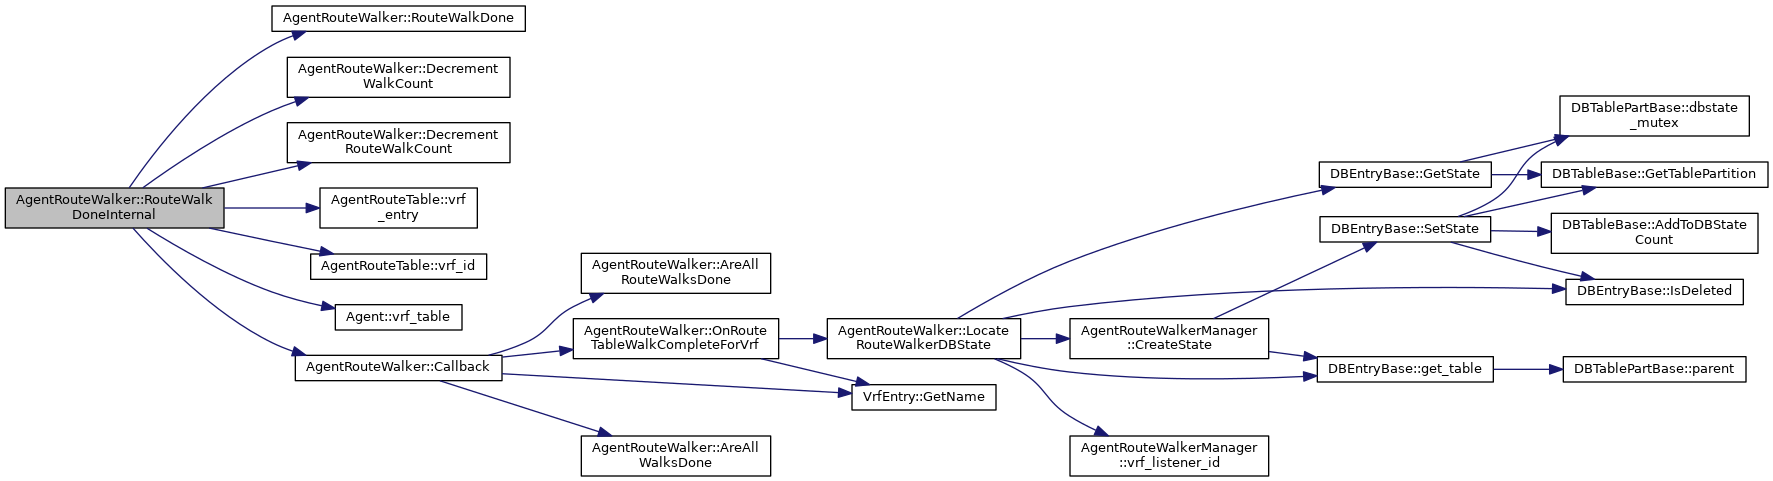 AgentRouteWalker::RouteWalk
DoneInternal
AgentRouteWalker::RouteWalkDone
AgentRouteWalker::Decrement
WalkCount
AgentRouteWalker::Decrement
RouteWalkCount
AgentRouteTable::vrf
_entry
AgentRouteTable::vrf_id
Agent::vrf_table
AgentRouteWalker::Callback
AgentRouteWalker::AreAll
RouteWalksDone
AgentRouteWalker::OnRoute
TableWalkCompleteForVrf
AgentRouteWalker::AreAll
WalksDone
AgentRouteWalker::Locate
RouteWalkerDBState
VrfEntry::GetName
AgentRouteWalkerManager
::CreateState
AgentRouteWalkerManager
::vrf_listener_id
DBEntryBase::GetState
DBEntryBase::SetState
DBEntryBase::get_table
DBTablePartBase::dbstate
_mutex
DBTableBase::GetTablePartition
DBTableBase::AddToDBState
Count
DBEntryBase::IsDeleted
DBTablePartBase::parent